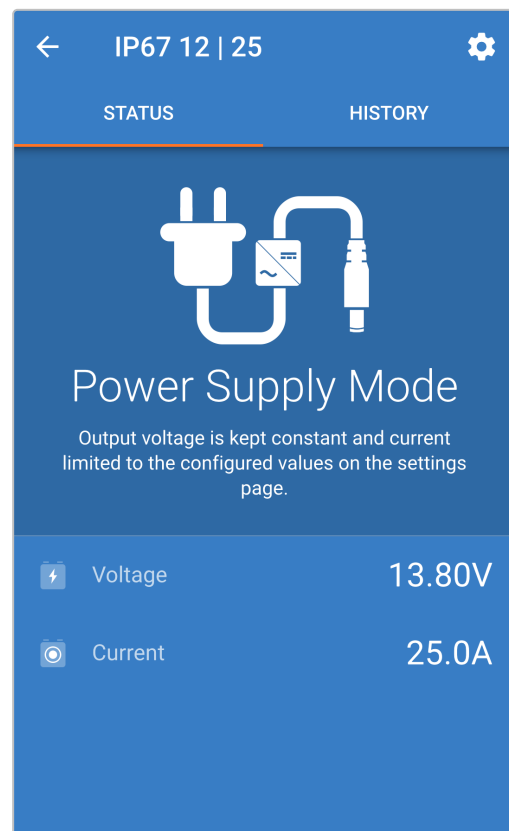 IP67 12 | 25
STATUS
HISTORY
Power Supply Mode
Output voltage is kept constant and current
limited to the configured values on the settings
page.
Voltage
13.80V
Current
25.0A